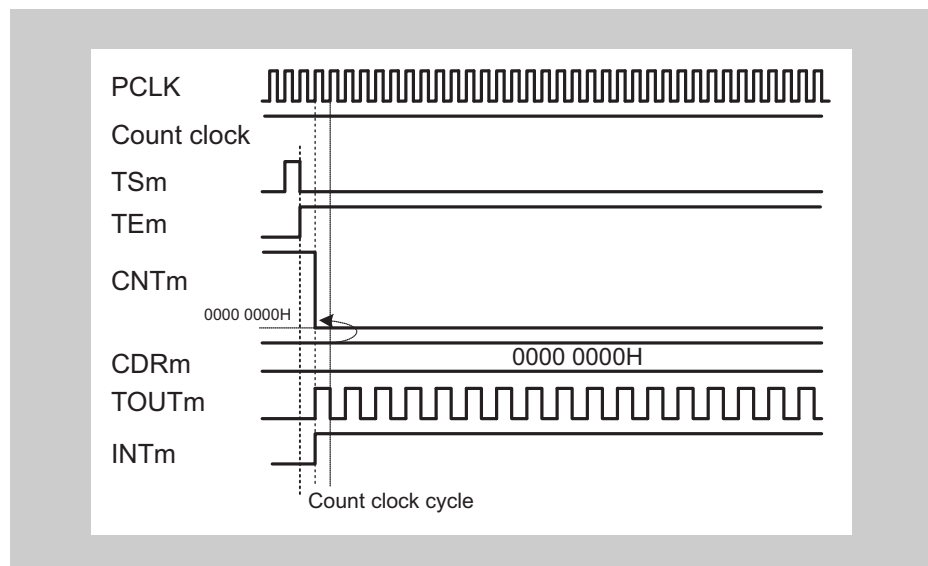 PCLK
Count clock
TSm
TEm
CNTm
0000 0000H
CDRm
0000 0000H
TOUTm
INTm
Count clock cycle